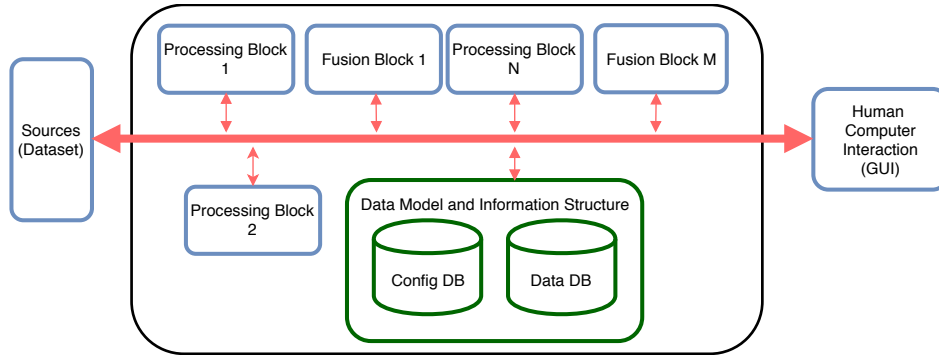 Processing Block
1
Fusion Block 1
Processing Block
N
Fusion Block M
Sources
(Dataset)
Human
Computer
Interaction
(GUI)
Processing Block
2
Data Model and Information Structure
Config DB
Data DB